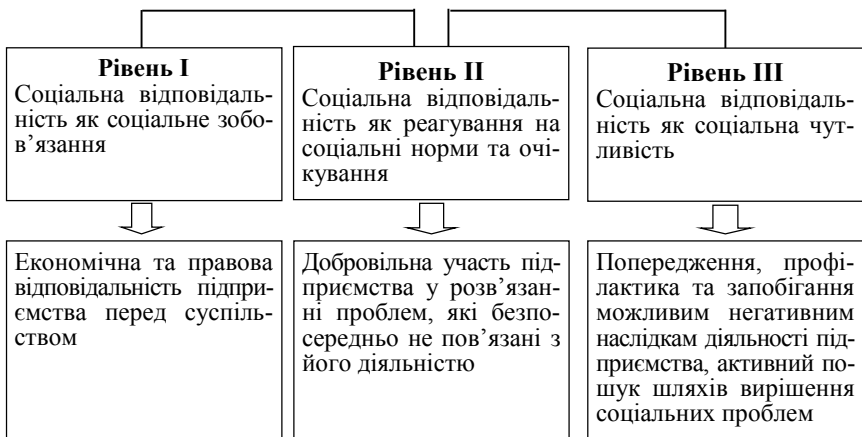 Рівень I
Соціальна відповідаль-
ність як соціальне зобо-
в’язання
Рівень II
Соціальна відповідаль-
ність як реагування на
соціальні норми та очі-
кування
Рівень III
Соціальна відповідаль-
ність як соціальна чут-
ливість
Економічна та правова
відповідальність підпри-
ємства перед суспіль-
ством
Добровільна участь під-
приємства у розв’язан-
ні проблем, які безпо-
середньо не пов’язані з
його діяльністю
Попередження, профі-
лактика та запобігання
можливим негативним
наслідкам діяльності під-
приємства, активний по-
шук шляхів вирішення
соціальних проблем